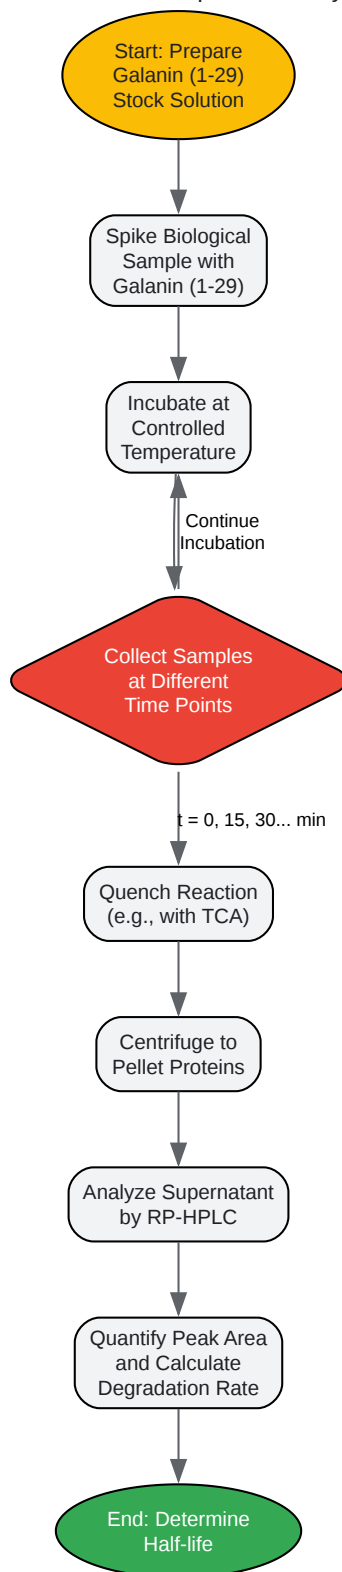 Start: Prepare
Galanin (1-29)
Stock Solution
Spike Biological
Sample with
Galanin (1-29)
Incubate at
Controlled
Temperature
Continue
Incubation
Collect Samples
at Different
Time Points
t = 0, 15, 30... min
Quench Reaction
(e.g., with TCA)
Centrifuge to
Pellet Proteins
Analyze Supernatant
by RP-HPLC
Quantify Peak Area
and Calculate
Degradation Rate
End: Determine
Half-life